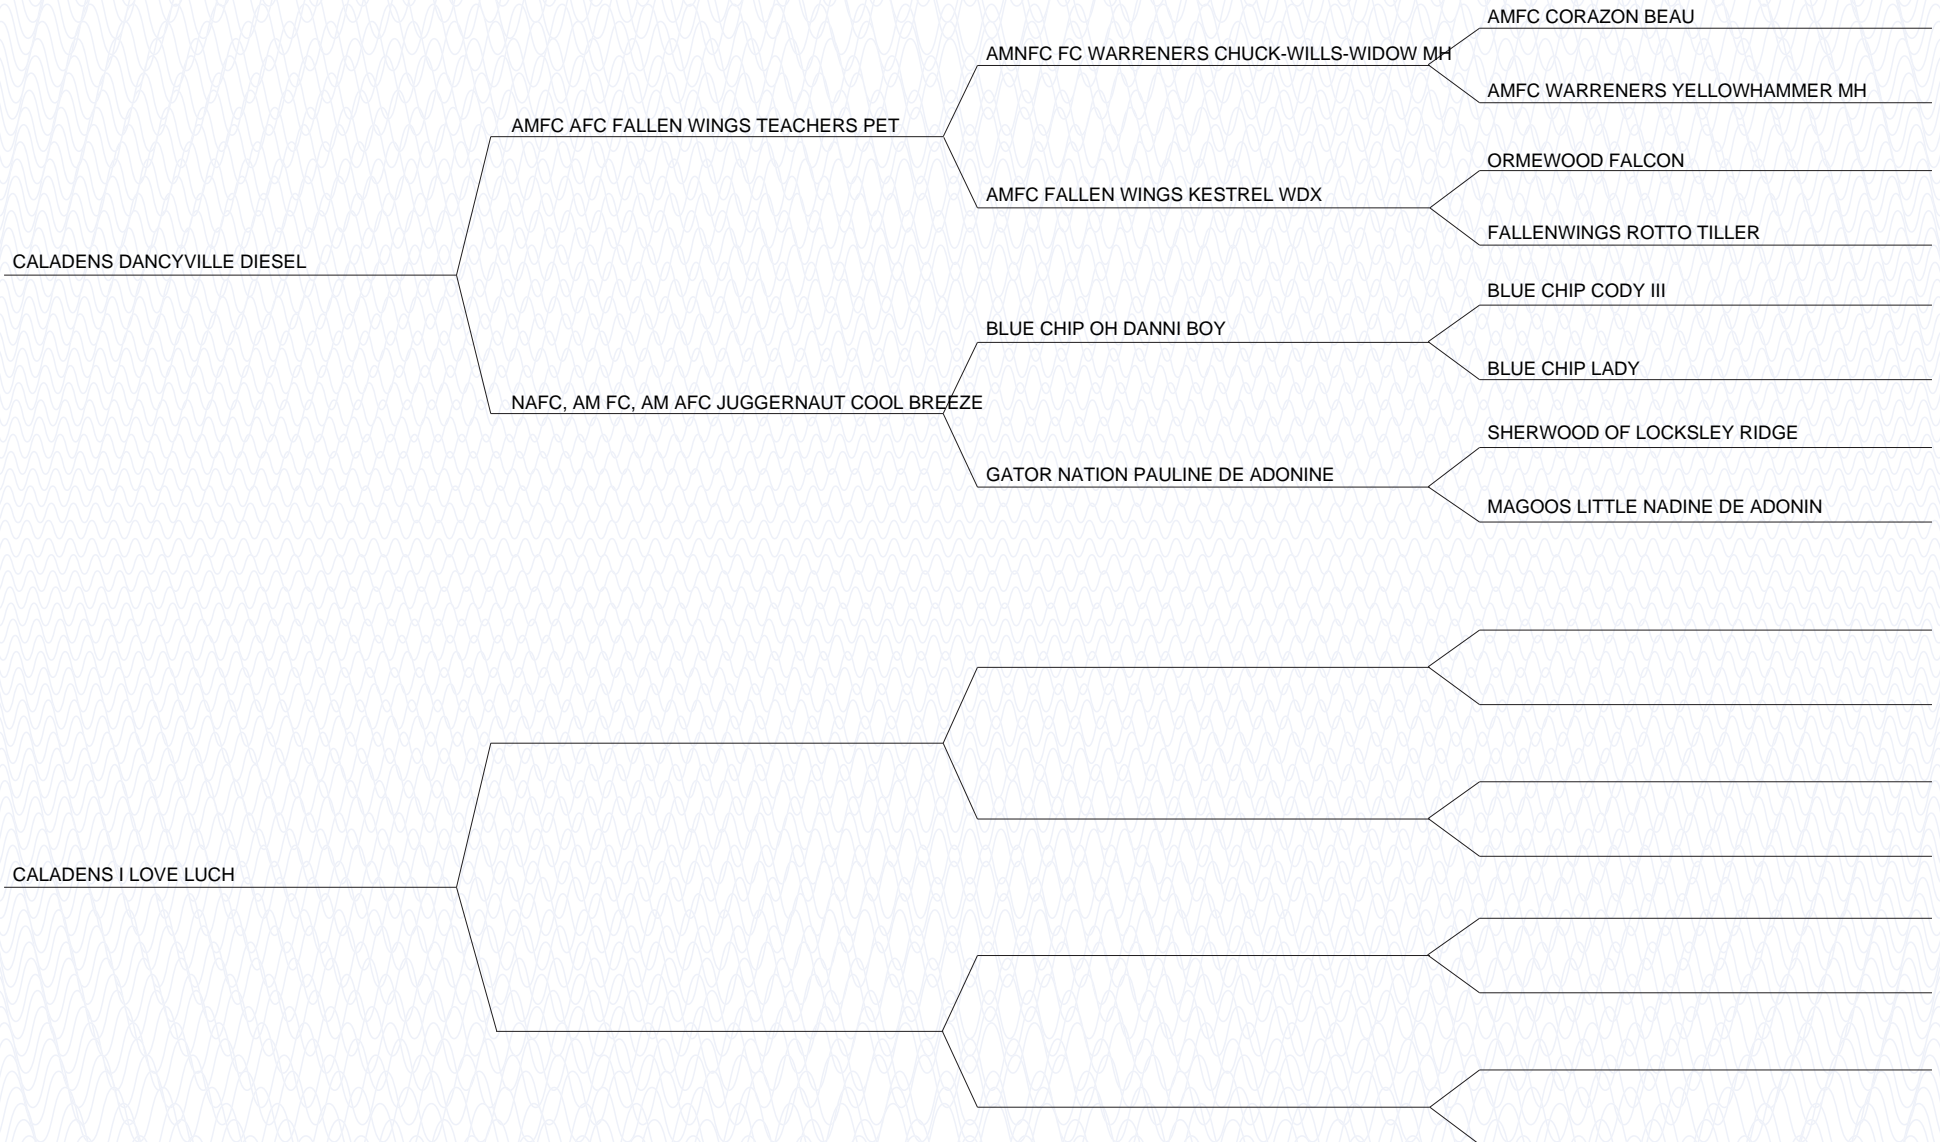 AMFC CORAZON BEAU
AMNFC FC WARRENERS CHUCK-WILLS-WIDOW MH
AMFC WARRENERS YELLOWHAMMER MH
AMFC AFC FALLEN WINGS TEACHERS PET
ORMEWOOD FALCON
AMFC FALLEN WINGS KESTREL WDX
FALLENWINGS ROTTO TILLER
CALADENS DANCYVILLE DIESEL
BLUE CHIP CODY III
BLUE CHIP OH DANNI BOY
BLUE CHIP LADY
NAFC, AM FC, AM AFC JUGGERNAUT COOL BREEZE
SHERWOOD OF LOCKSLEY RIDGE
GATOR NATION PAULINE DE ADONINE
MAGOOS LITTLE NADINE DE ADONIN
CALADENS I LOVE LUCH